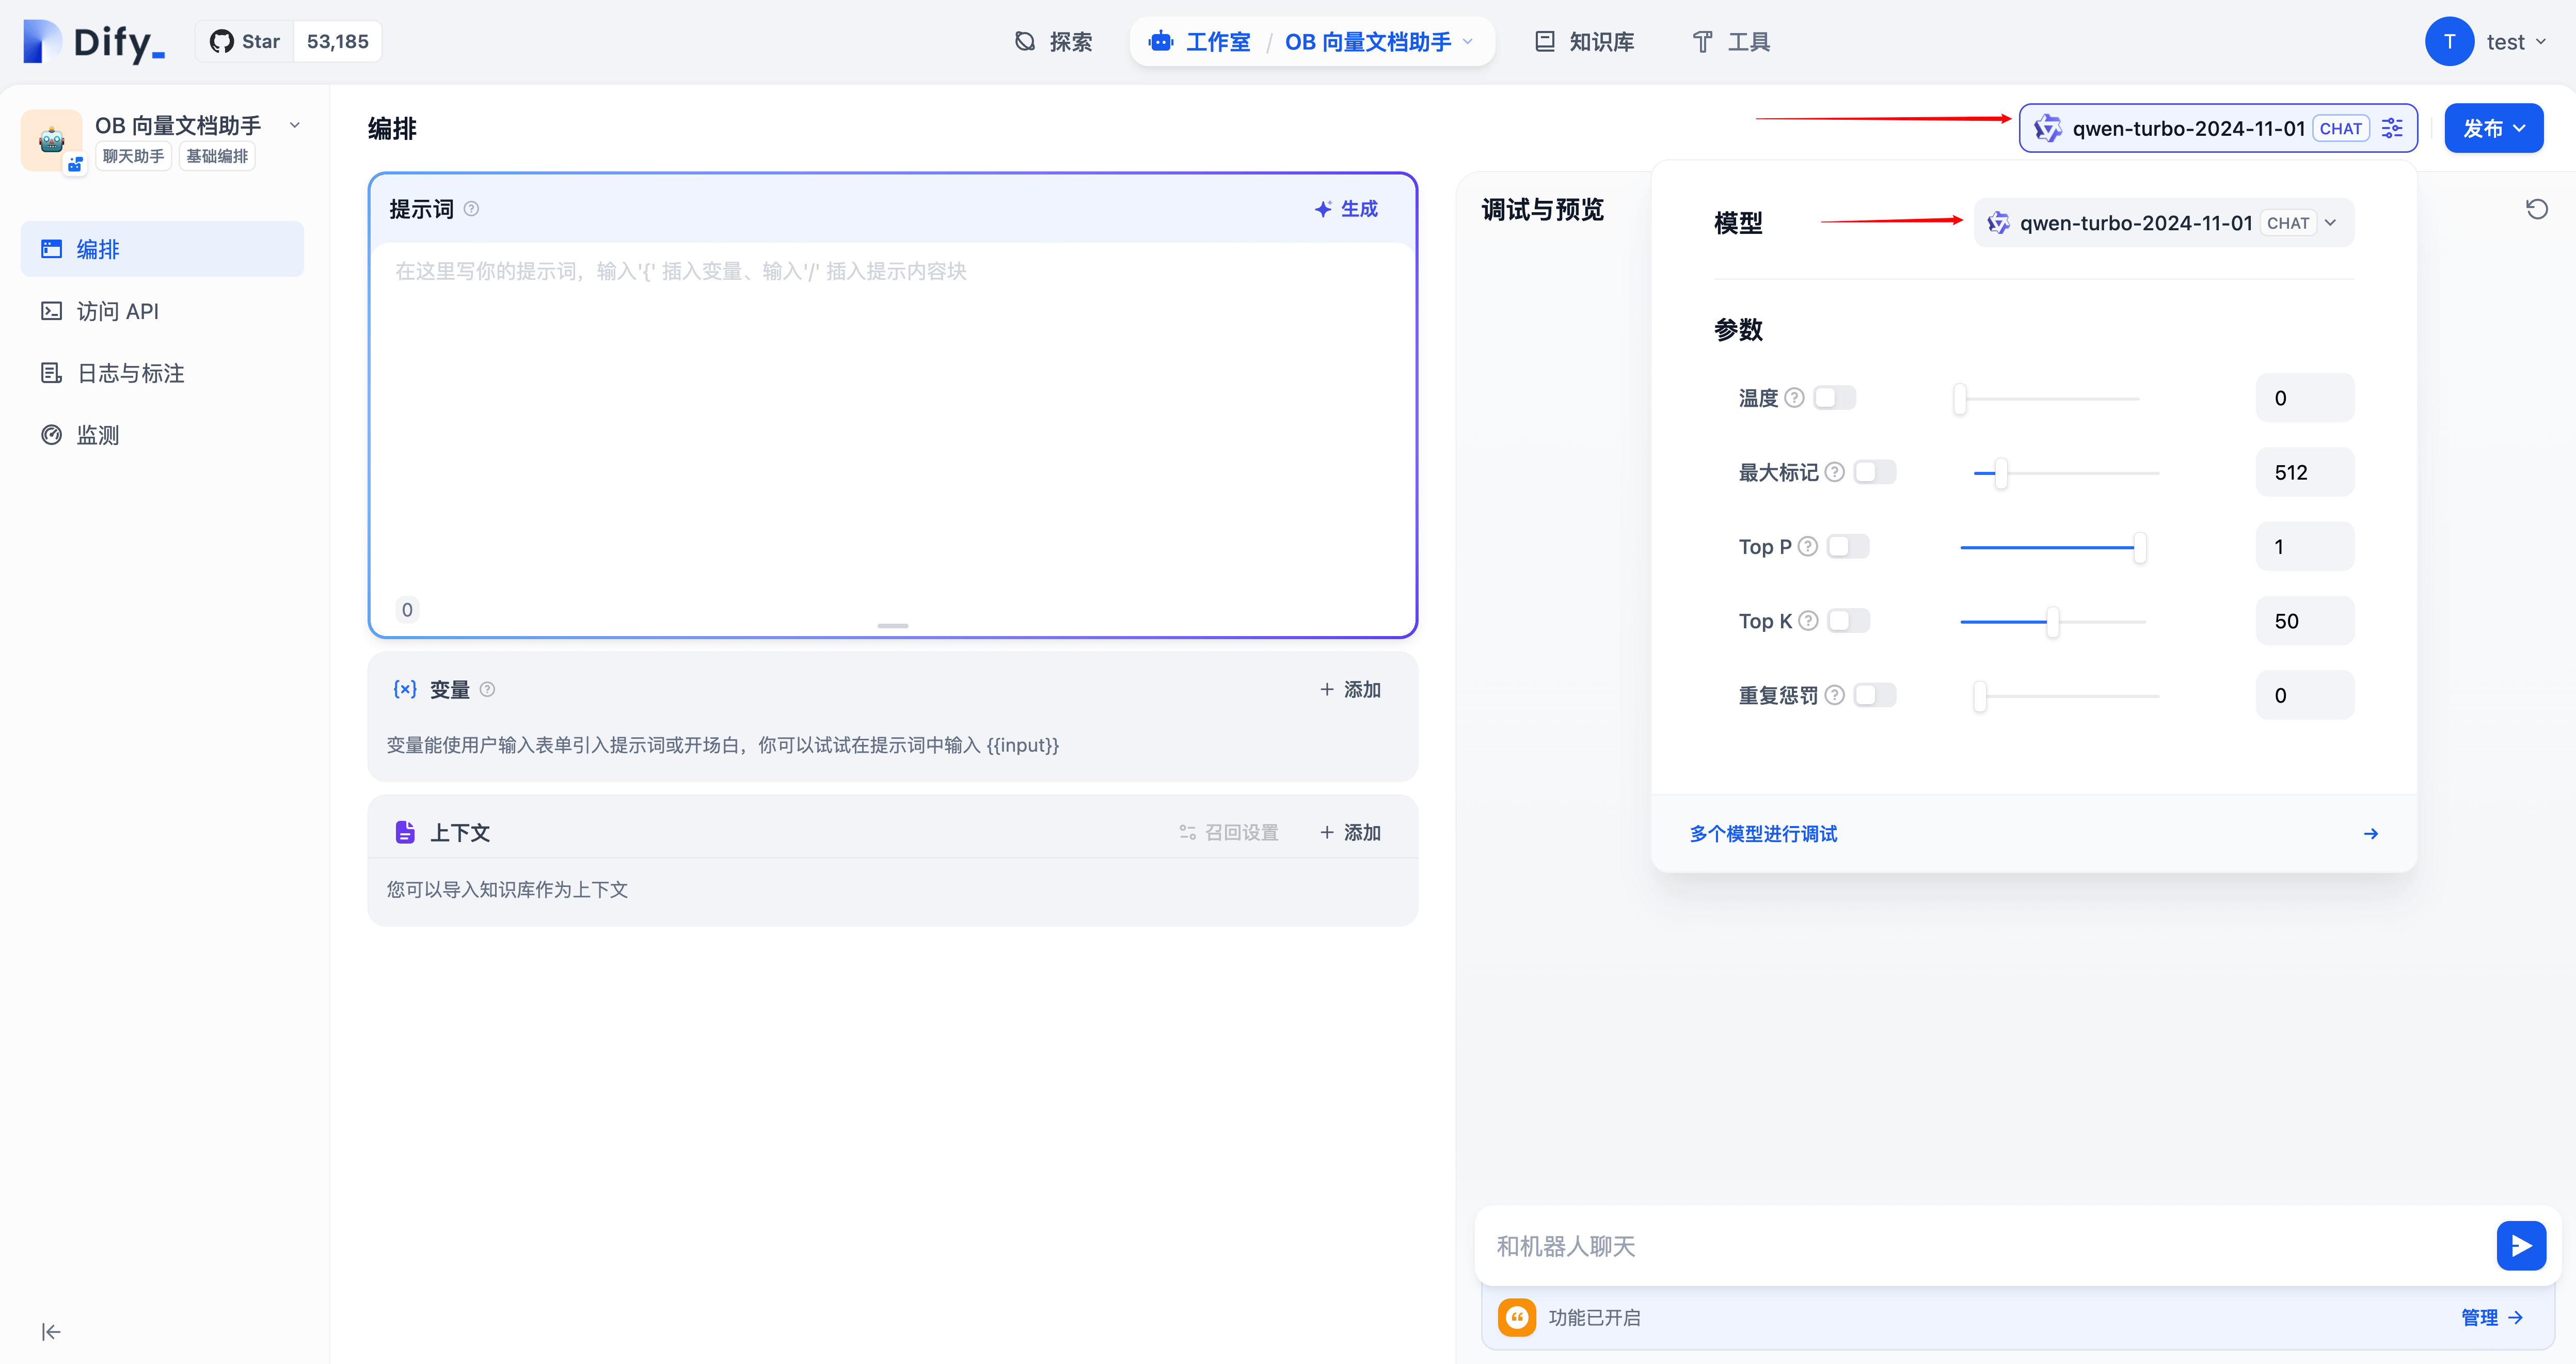 Dify_
Star 53,185
探索
工作室 / OB 向量文档助手
知识库
工具
T test
OB 向量文档助手
聊天助手 基础编排
编排
访问 API
日志与标注
监测
编排
qwen-turbo-2024-11-01 CHAT
发布
提示词
生成
在这里写你的提示词，输入'{' 插入变量、输入'/' 插入提示内容块
0
变量
添加
变量能使用户输入表单引入提示词或开场白，你可以试试在提示词中输入 {{input}}
上下文
召回设置
添加
您可以导入知识库作为上下文
调试与预览
模型
qwen-turbo-2024-11-01 CHAT
参数
温度 0
最大标记 512
Top P 1
Top K 50
重复惩罚 0
多个模型进行调试
和机器人聊天
功能已开启
管理